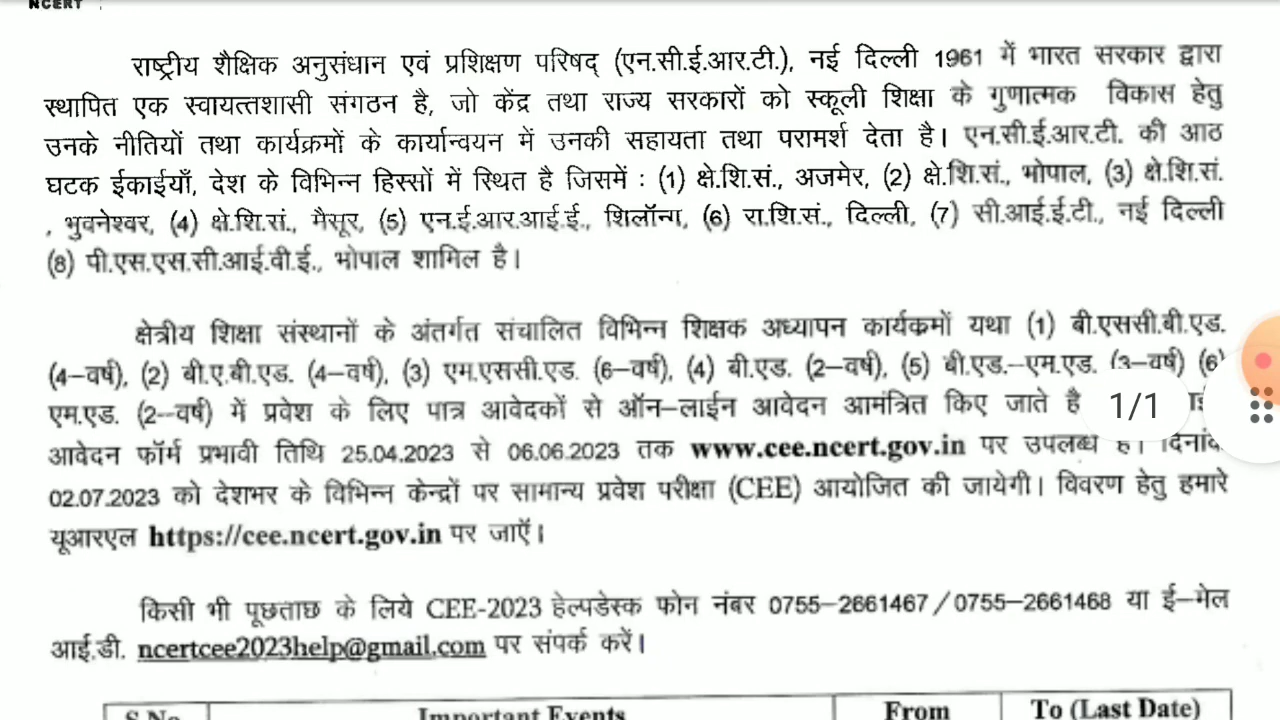 NCERT
राष्ट्रीय शैक्षिक अनुसंधान एवं प्रशिक्षण परिषद् (एन.सी.ई.आर.टी.), नई दिल्ली 1961 में भारत सरकार द्वारा
स्थापित एक स्वायत्तशासी संगठन है, जो केंद्र तथा राज्य सरकारों को स्कूली शिक्षा के गुणात्मक विकास हेतु
उनके नीतियों तथा कार्यक्रमों के कार्यान्वयन में उनकी सहायता तथा परामर्श देता है। एन.सी.ई.आर.टी. की आठ
घटक ईकाईयाँ, देश के विभिन्न हिस्सों में स्थित है जिसमें : (1) क्षे.शि.सं., अजमेर, (2) क्षे.शि.सं., भोपाल, (3) क्षे.शि.सं.
, भुवनेश्वर, (4) क्षे.शि.सं., मैसूर, (5) एन.ई.आर.आई.ई., शिलॉन्ग, (6) रा.शि.सं., दिल्ली, (7) सी.आई.ई.टी., नई दिल्ली
(8) पी.एस.एस.सी.आई.वी.ई., भोपाल शामिल है।
क्षेत्रीय शिक्षा संस्थानों के अंतर्गत संचालित विभिन्न शिक्षक अध्यापन कार्यक्रमों यथा (1) बी.एससी.बी.एड.
(4–वर्ष), (2) बी.ए.बी.एड. (4–वर्ष), (3) एम.एससी.एड. (6–वर्ष), (4) बी.एड. (2–वर्ष), (5) बी.एड.–एम.एड. (3–वर्ष) (6)
एम.एड. (2–वर्ष) में प्रवेश के लिए पात्र आवेदकों से ऑन–लाईन आवेदन आमंत्रित किए जाते है 1/1
आवेदन फॉर्म प्रभावी तिथि 25.04.2023 से 06.06.2023 तक www.cee.ncert.gov.in पर उपलब्ध है। दिनांक
02.07.2023 को देशभर के विभिन्न केन्द्रों पर सामान्य प्रवेश परीक्षा (CEE) आयोजित की जायेगी। विवरण हेतु हमारे
यूआरएल https://cee.ncert.gov.in पर जाएँ।
किसी भी पूछताछ के लिये CEE-2023 हेल्पडेस्क फोन नंबर 0755–2661467/0755–2661468 या ई–मेल
आई.डी. ncertcee2023help@gmail.com पर संपर्क करें।
S.No. Important Events From To (Last Date)